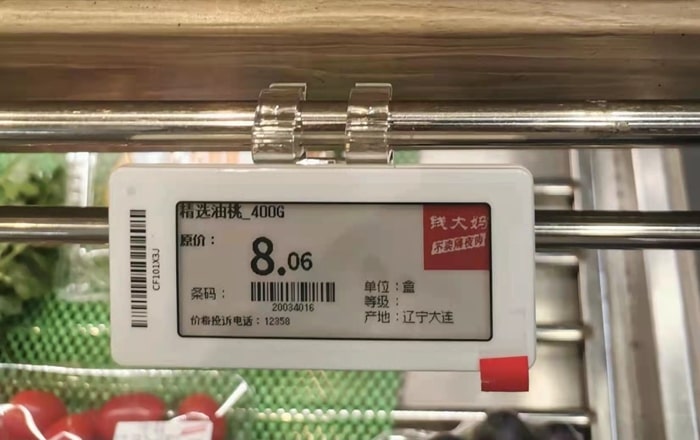 精选油桃_400G
钱大妈
不卖隔夜肉
原价：
8.06
条码：
20034016
单位：盒
等级：
产地：辽宁大连
价格投诉电话：12358
CF101X3J